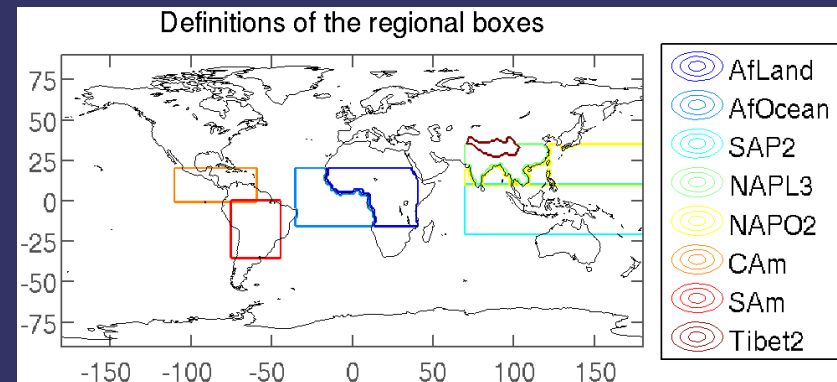 Definitions of the regional boxes
75
50
25
0
-25
-50
-75
-150 -100 -50 0 50 100 150
AfLand
AfOcean
SAP2
NAPL3
NAPO2
CAm
SAm
Tibet2